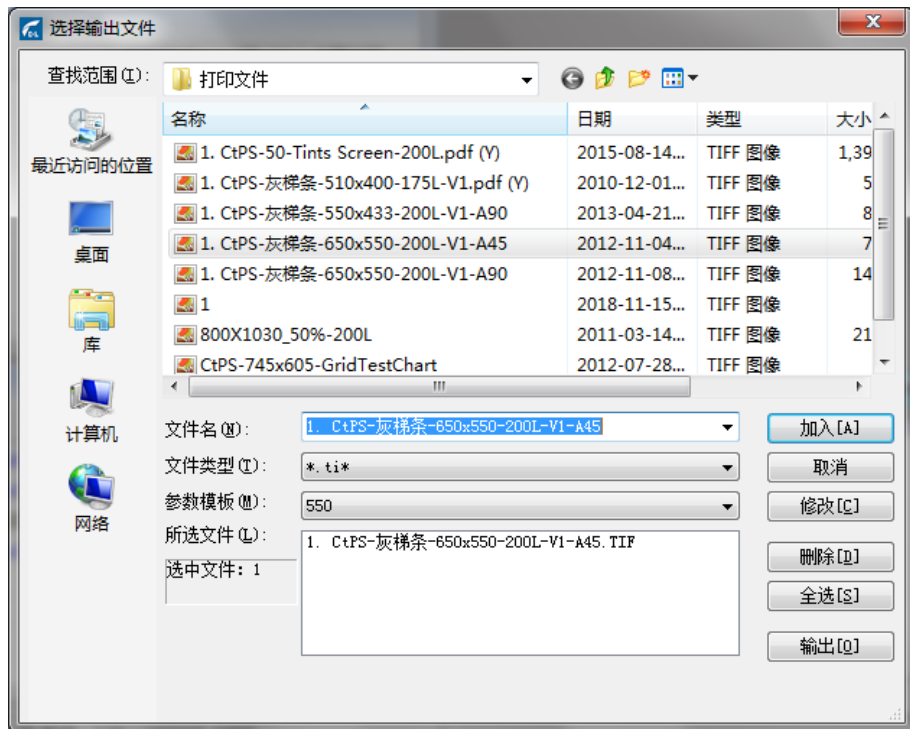 选择输出文件
查找范围(I):
打印文件
最近访问的位置
桌面
库
计算机
网络
名称 日期 类型 大小
1. CtPS-50-Tints Screen-200L.pdf (Y) 2015-08-14... TIFF 图像 1,39
1. CtPS-灰梯条-510x400-175L-V1.pdf (Y) 2010-12-01... TIFF 图像 5
1. CtPS-灰梯条-550x433-200L-V1-A90 2013-04-21... TIFF 图像 8
1. CtPS-灰梯条-650x550-200L-V1-A45 2012-11-04... TIFF 图像 7
1. CtPS-灰梯条-650x550-200L-V1-A90 2012-11-08... TIFF 图像 14
1 2018-11-15... TIFF 图像
800X1030_50%-200L 2011-03-14... TIFF 图像 21
CtPS-745x605-GridTestChart 2012-07-28... TIFF 图像
文件名(N): 1. CtPS-灰梯条-650x550-200L-V1-A45 加入[A]
文件类型(T): *.ti* 取消
参数模板(M): 550 修改[C]
所选文件(L): 1. CtPS-灰梯条-650x550-200L-V1-A45.TIF
选中文件: 1
删除[D]
全选[S]
输出[O]